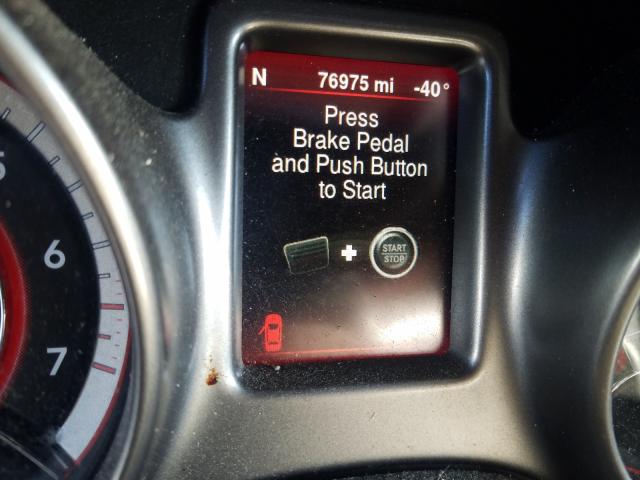 N 76975 mi -40°
Press
Brake Pedal
and Push Button
to Start
START
STOP
5
6
7